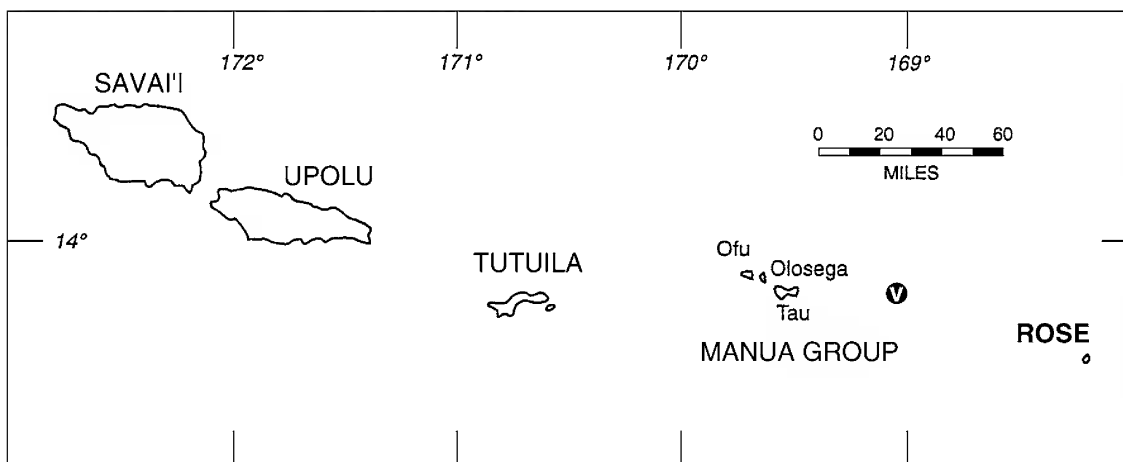 172°
171°
170°
169°
SAVAI'I
0 20 40 60
MILES
UPOLU
14°
TUTUILA
Ofu
Olosega
Tau
V
MANUA GROUP
ROSE